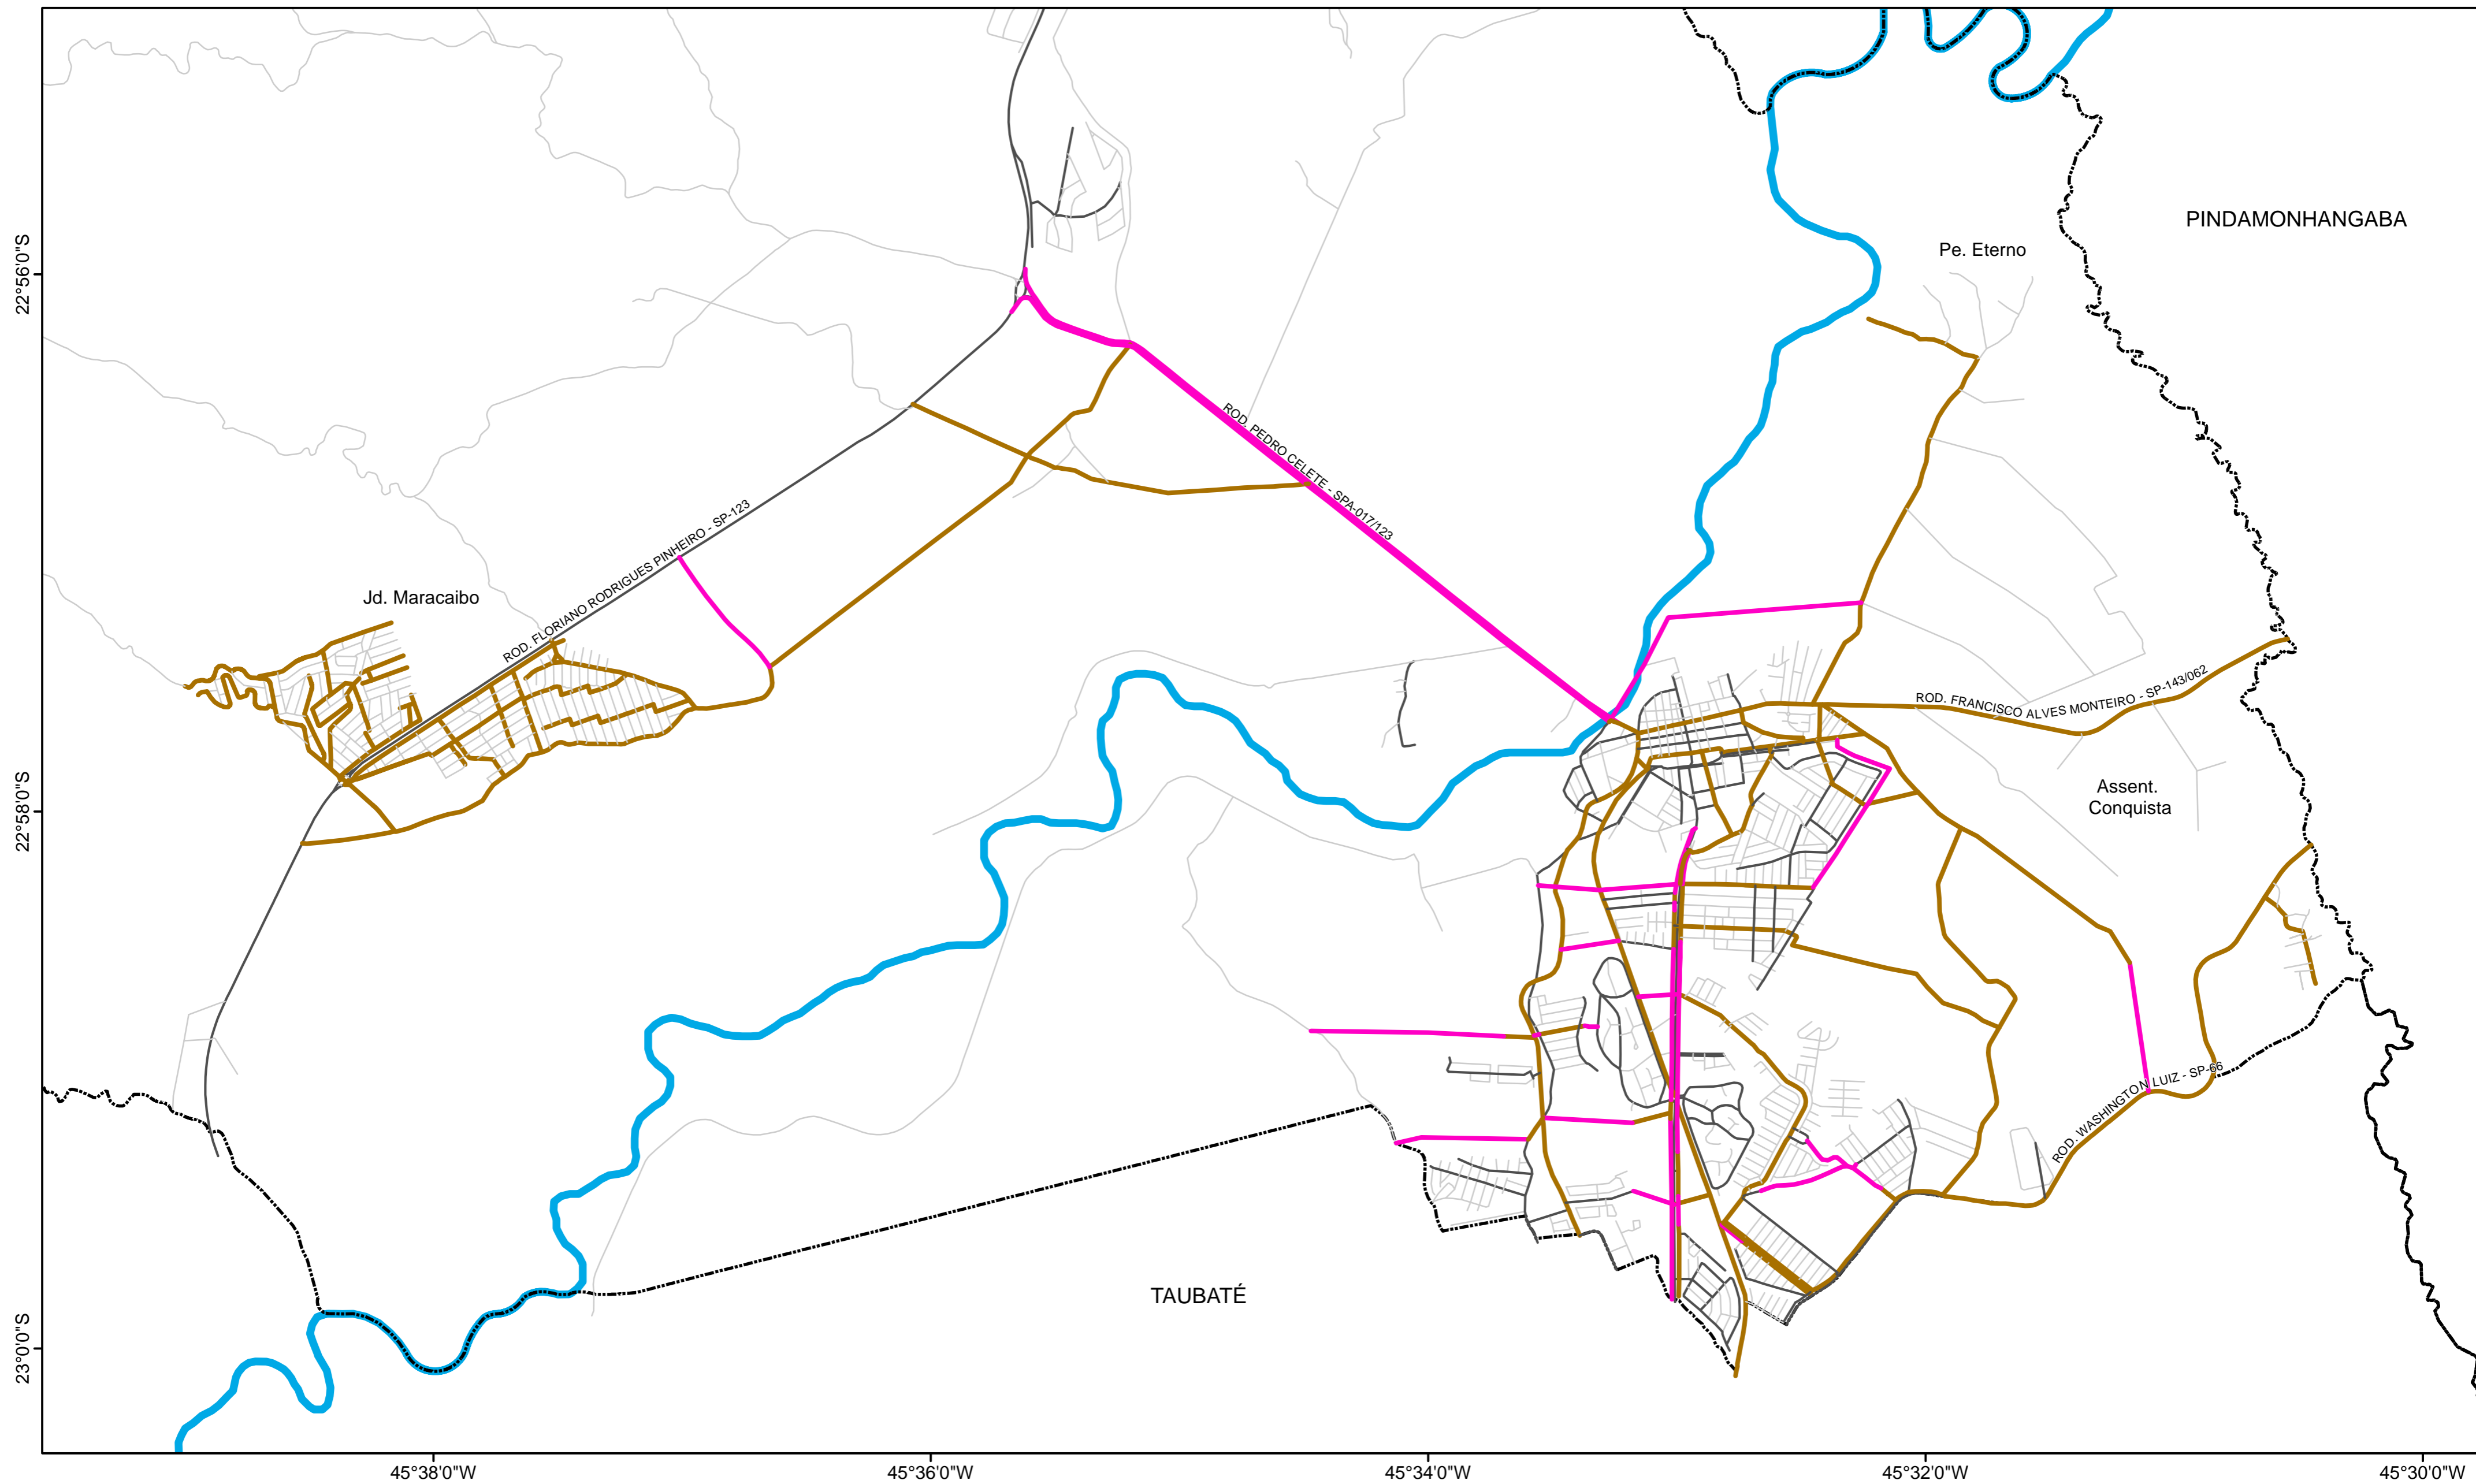 PINDAMONHANGABA
Pe. Eterno
22°56'0"S
ROD. PEDRO CELETE - SPA-017/123
ROD. FLORIANO RODRIGUES PINHEIRO - SP-123
Jd. Maracaibo
ROD. FRANCISCO ALVES MONTEIRO - SP-143/062
Assent.
Conquista
22°58'0"S
ROD. WASHINGTON LUIZ - SP-66
TAUBATÉ
23°0'0"S
45°38'0"W
45°36'0"W
45°34'0"W
45°32'0"W
45°30'0"W